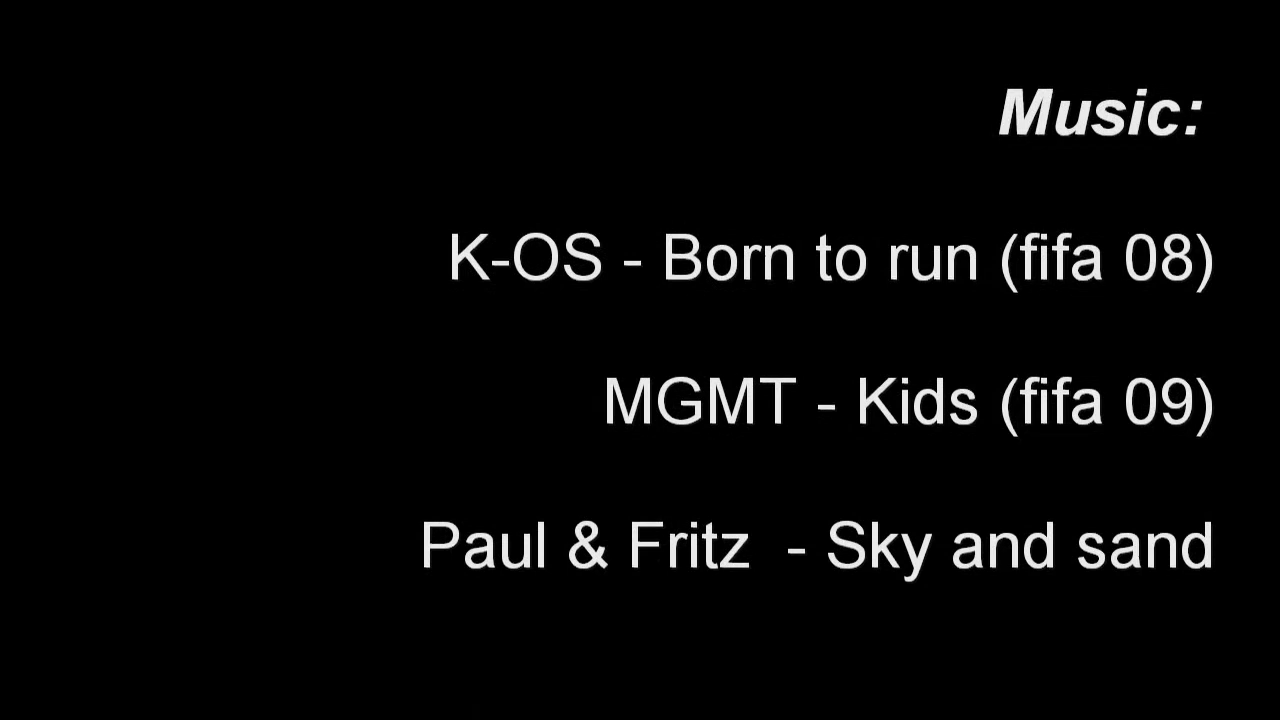 Music:
K-OS - Born to run (fifa 08)
MGMT - Kids (fifa 09)
Paul & Fritz  - Sky and sand